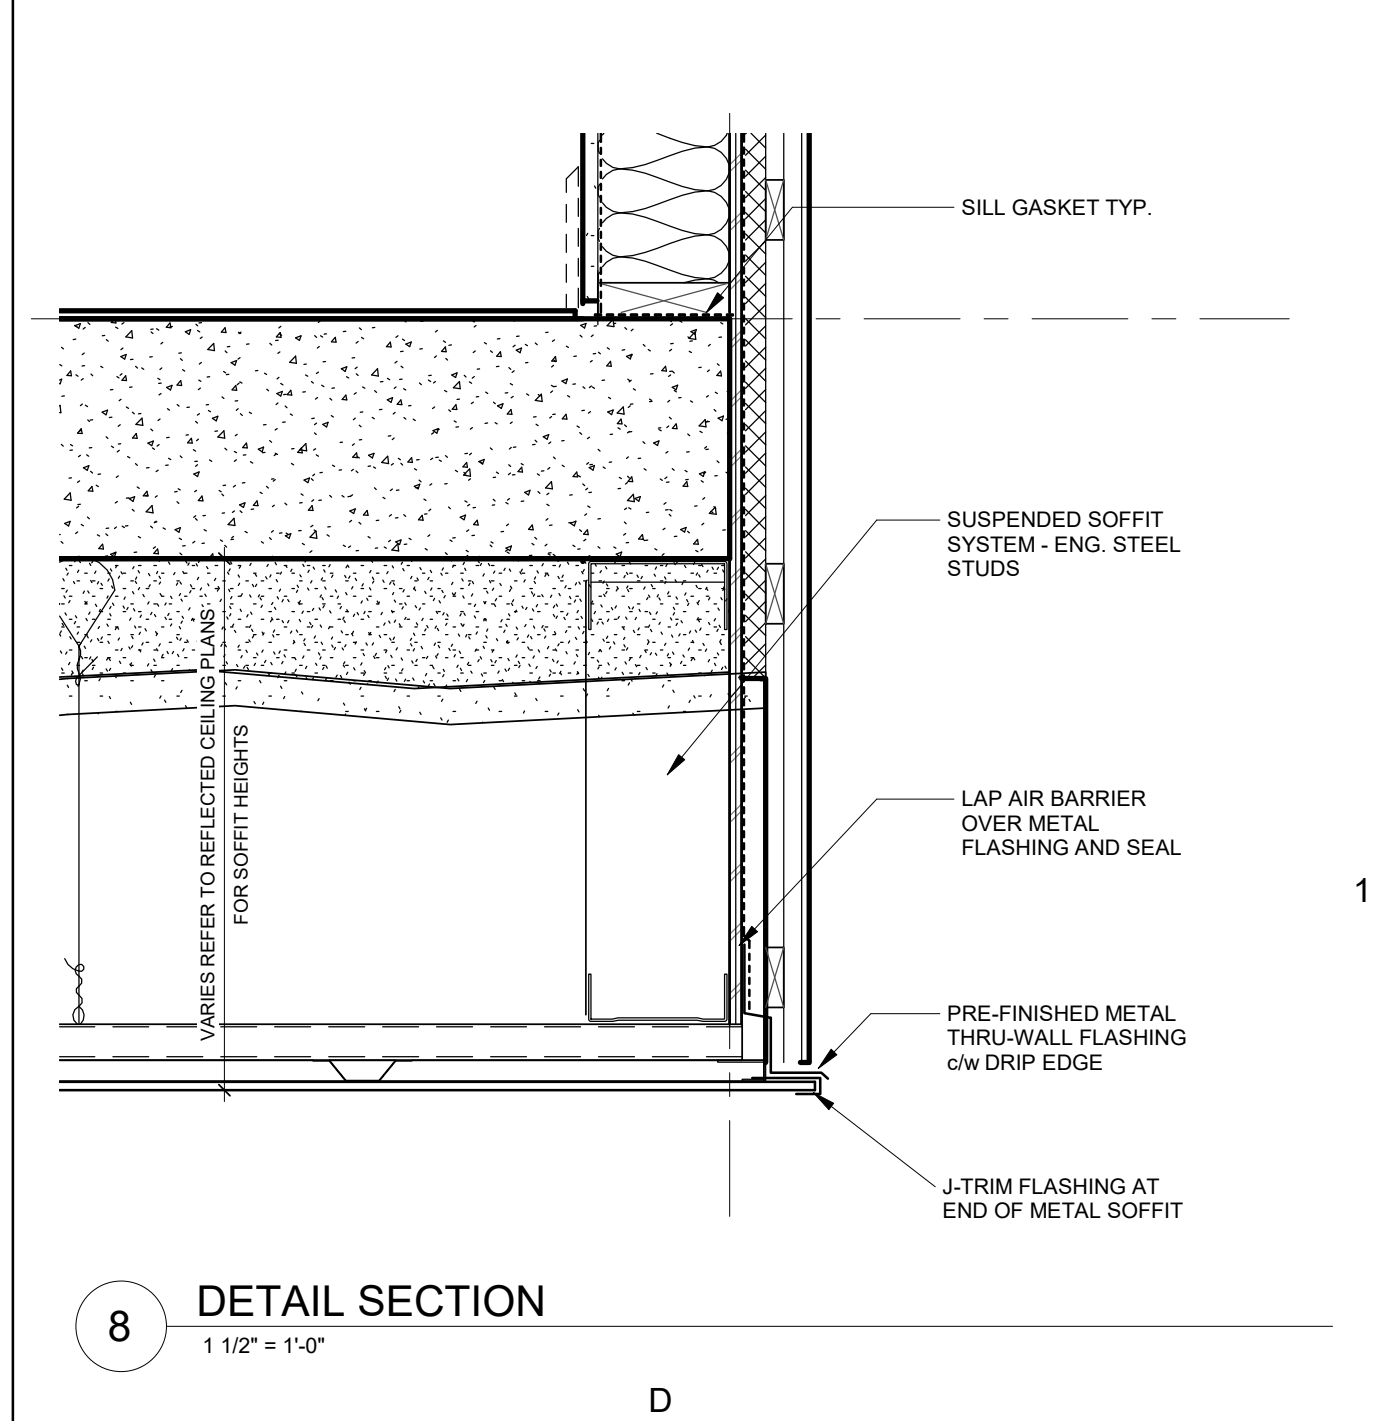 SILL GASKET TYP.
SUSPENDED SOFFIT
SYSTEM - ENG. STEEL
STUDS
VARIES REFER TO REFLECTED CEILING PLANS
FOR SOFFIT HEIGHTS
LAP AIR BARRIER
OVER METAL
FLASHING AND SEAL
1
PRE-FINISHED METAL
THRU-WALL FLASHING
c/w DRIP EDGE
J-TRIM FLASHING AT
END OF METAL SOFFIT
8
DETAIL SECTION
1 1/2" = 1'-0"
D